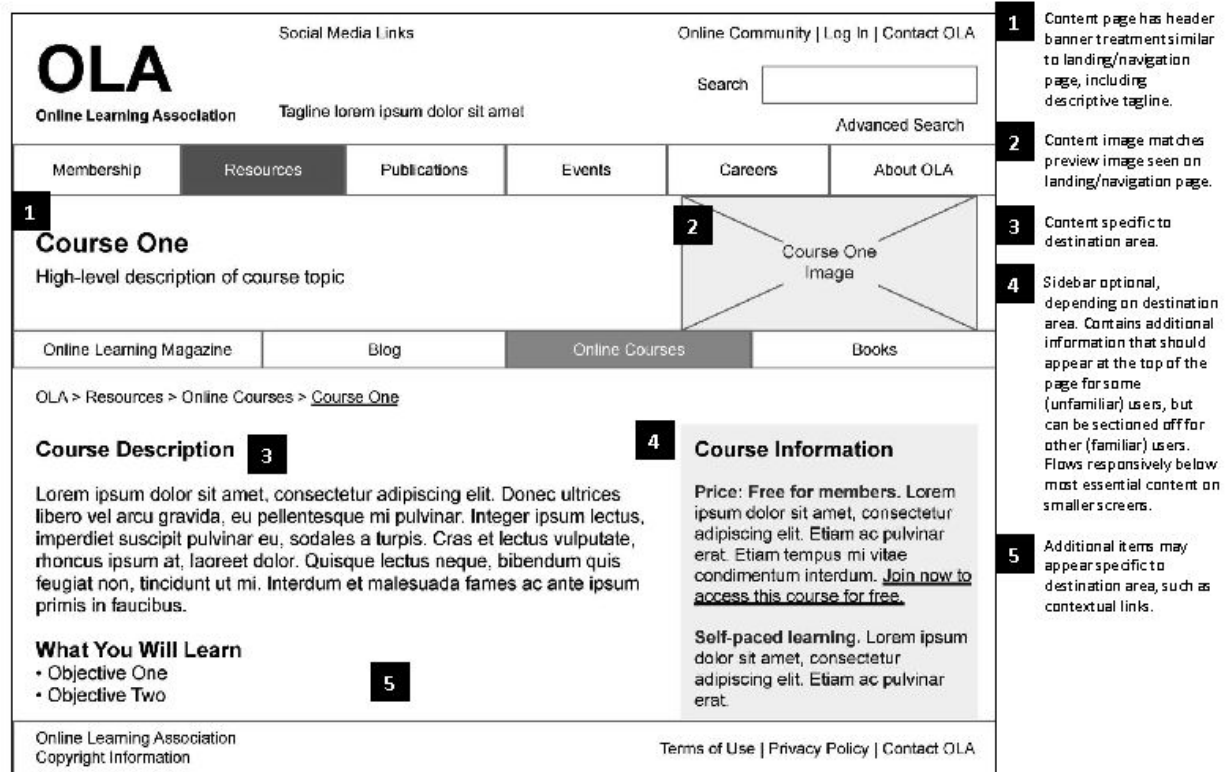 Social Media Links
Online Community | Log In | Contact OLA
OLA
Search
Online Learning Association
Tagline lorem ipsum dolor sit amet
Advanced Search
Membership
Resources
Publications
Events
Careers
About OLA
1
Course One
High-level description of course topic
2
Course One
Image
Online Learning Magazine
Blog
Online Courses
Books
OLA > Resources > Online Courses > Course One
Course Description
3
Lorem ipsum dolor sit amet, consectetur adipiscing elit. Donec ultrices
libero vel arcu gravida, eu pellentesque mi pulvinar. Integer ipsum lectus,
imperdiet suscipit pulvinar eu, sodales a turpis. Cras et lectus vulputate,
rhoncus ipsum at, laoreet dolor. Quisque lectus neque, bibendum quis
feugiat non, tincidunt ut mi. Interdum et malesuada fames ac ante ipsum
primis in faucibus.
What You Will Learn
• Objective One
• Objective Two
5
4
Course Information
Price: Free for members. Lorem
ipsum dolor sit amet, consectetur
adipiscing elit. Etiam ac pulvinar
erat. Etiam tempus mi vitae
condimentum interdum. Join now to
access this course for free.
Self-paced learning. Lorem ipsum
dolor sit amet, consectetur
adipiscing elit. Etiam ac pulvinar
erat.
Online Learning Association
Copyright Information
Terms of Use | Privacy Policy | Contact OLA
1
Content page has header
banner treatment similar
to landing/navigation
page, including
descriptive tagline.
2
Content image matches
preview image seen on
landing/navigation page.
3
Content specific to
destination area.
4
Sidebar optional,
depending on destination
area. Contains additional
information that should
appear at the top of the
page for some
(unfamiliar) users, but
can be sectioned off for
other (familiar) users.
Flows responsively below
most essential content on
smaller screens.
5
Additional items may
appear specific to
destination area, such as
contextual links.